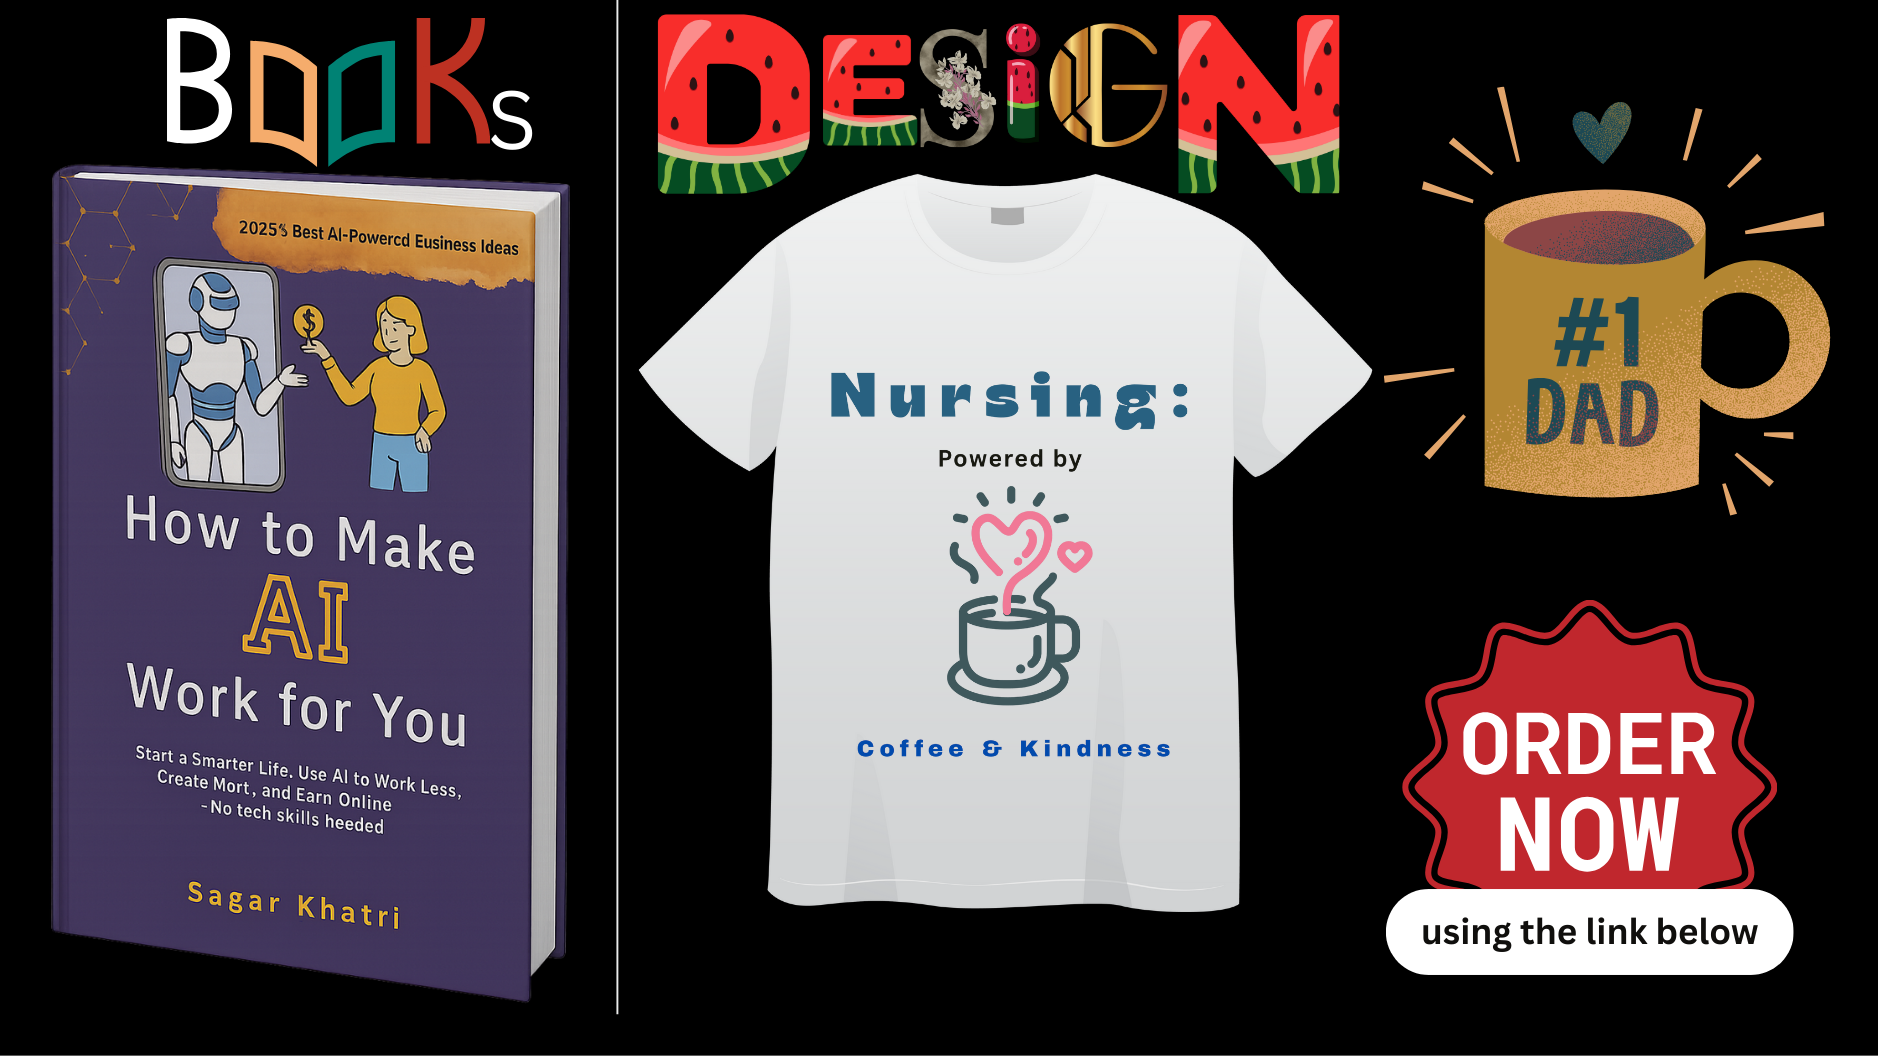 BOOKs
2025's Best AI-Powercd Eusiness Ideas
$
How to Make
AI
Work for You
Start a Smarter Life. Use AI to Work Less,
Create Mort, and Earn Online
-No tech skills needed
Sagar Khatri
DESiGN
Nursing:
Powered by
Coffee & Kindness
#1
DAD
ORDER
NOW
using the link below